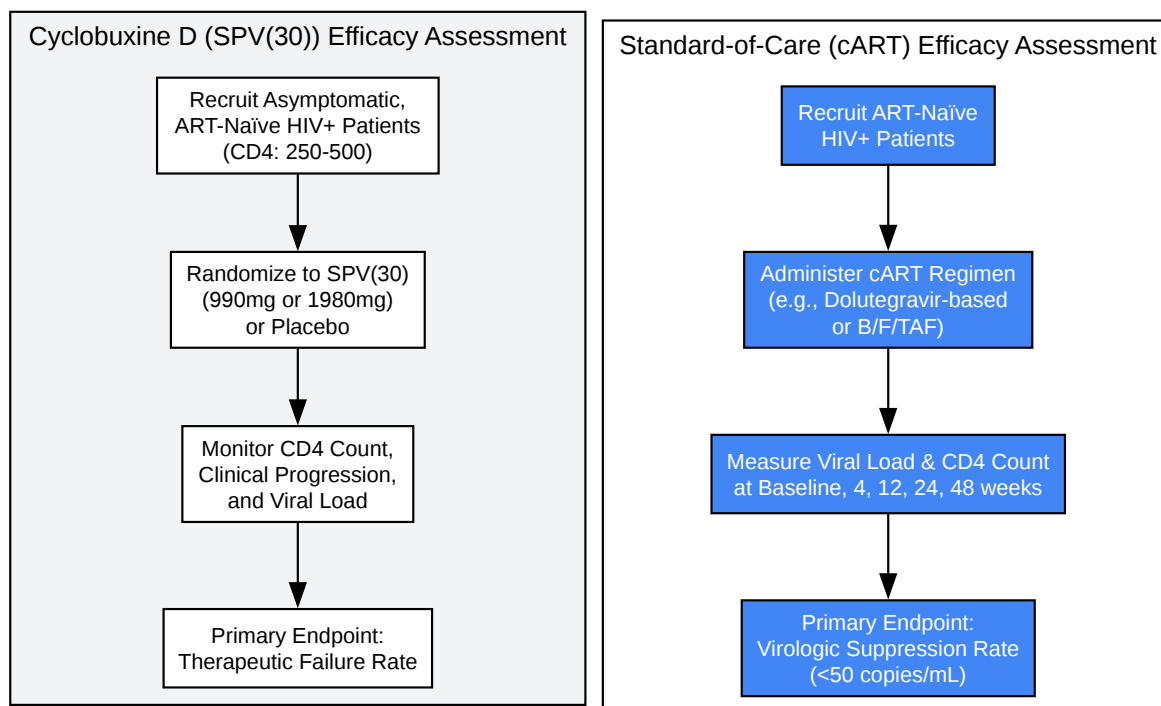 Cyclobuxine D (SPV(30)) Efficacy Assessment
Recruit Asymptomatic,
ART-Naïve HIV+ Patients
(CD4: 250-500)
Randomize to SPV(30)
(990mg or 1980mg)
or Placebo
Monitor CD4 Count,
Clinical Progression,
and Viral Load
Primary Endpoint:
Therapeutic Failure Rate
Standard-of-Care (cART) Efficacy Assessment
Recruit ART-Naïve
HIV+ Patients
Administer cART Regimen
(e.g., Dolutegravir-based
or B/F/TAF)
Measure Viral Load & CD4 Count
at Baseline, 4, 12, 24, 48 weeks
Primary Endpoint:
Virologic Suppression Rate
(<50 copies/mL)